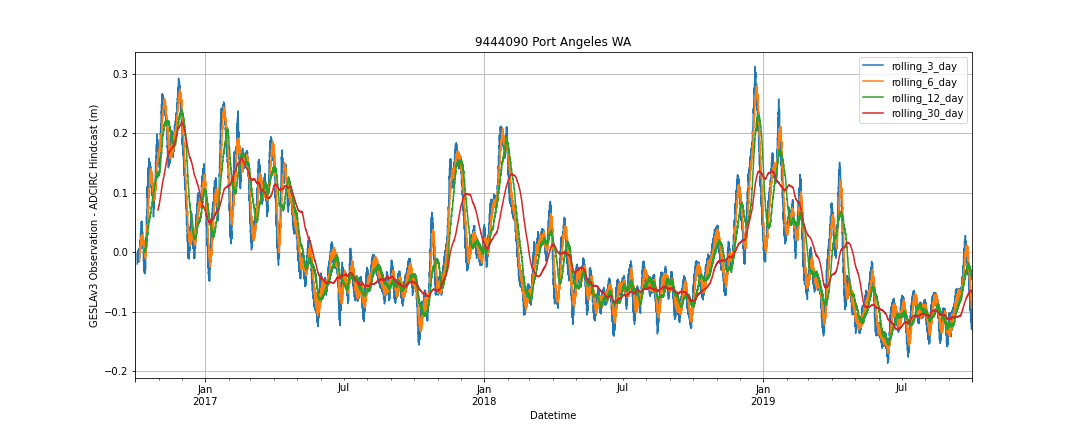 9444090 Port Angeles WA
GESLAv3 Observation - ADCIRC Hindcast (m)
0.3
0.2
0.1
0.0
−0.1
−0.2
rolling_3_day
rolling_6_day
rolling_12_day
rolling_30_day
Jan
2017
Jul
Jan
2018
Jul
Jan
2019
Jul
Datetime